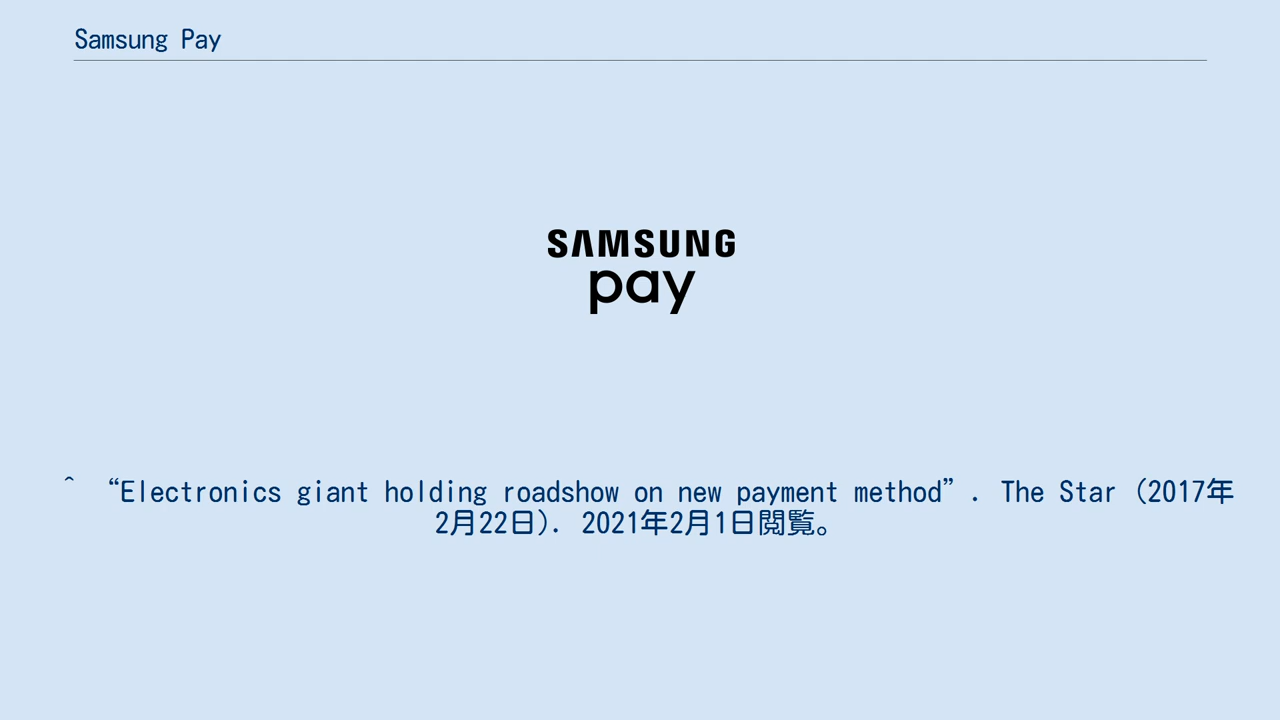 Samsung Pay
SAMSUNG
pay
^ “Electronics giant holding roadshow on new payment method”. The Star (2017年
2月22日). 2021年2月1日閲覧。